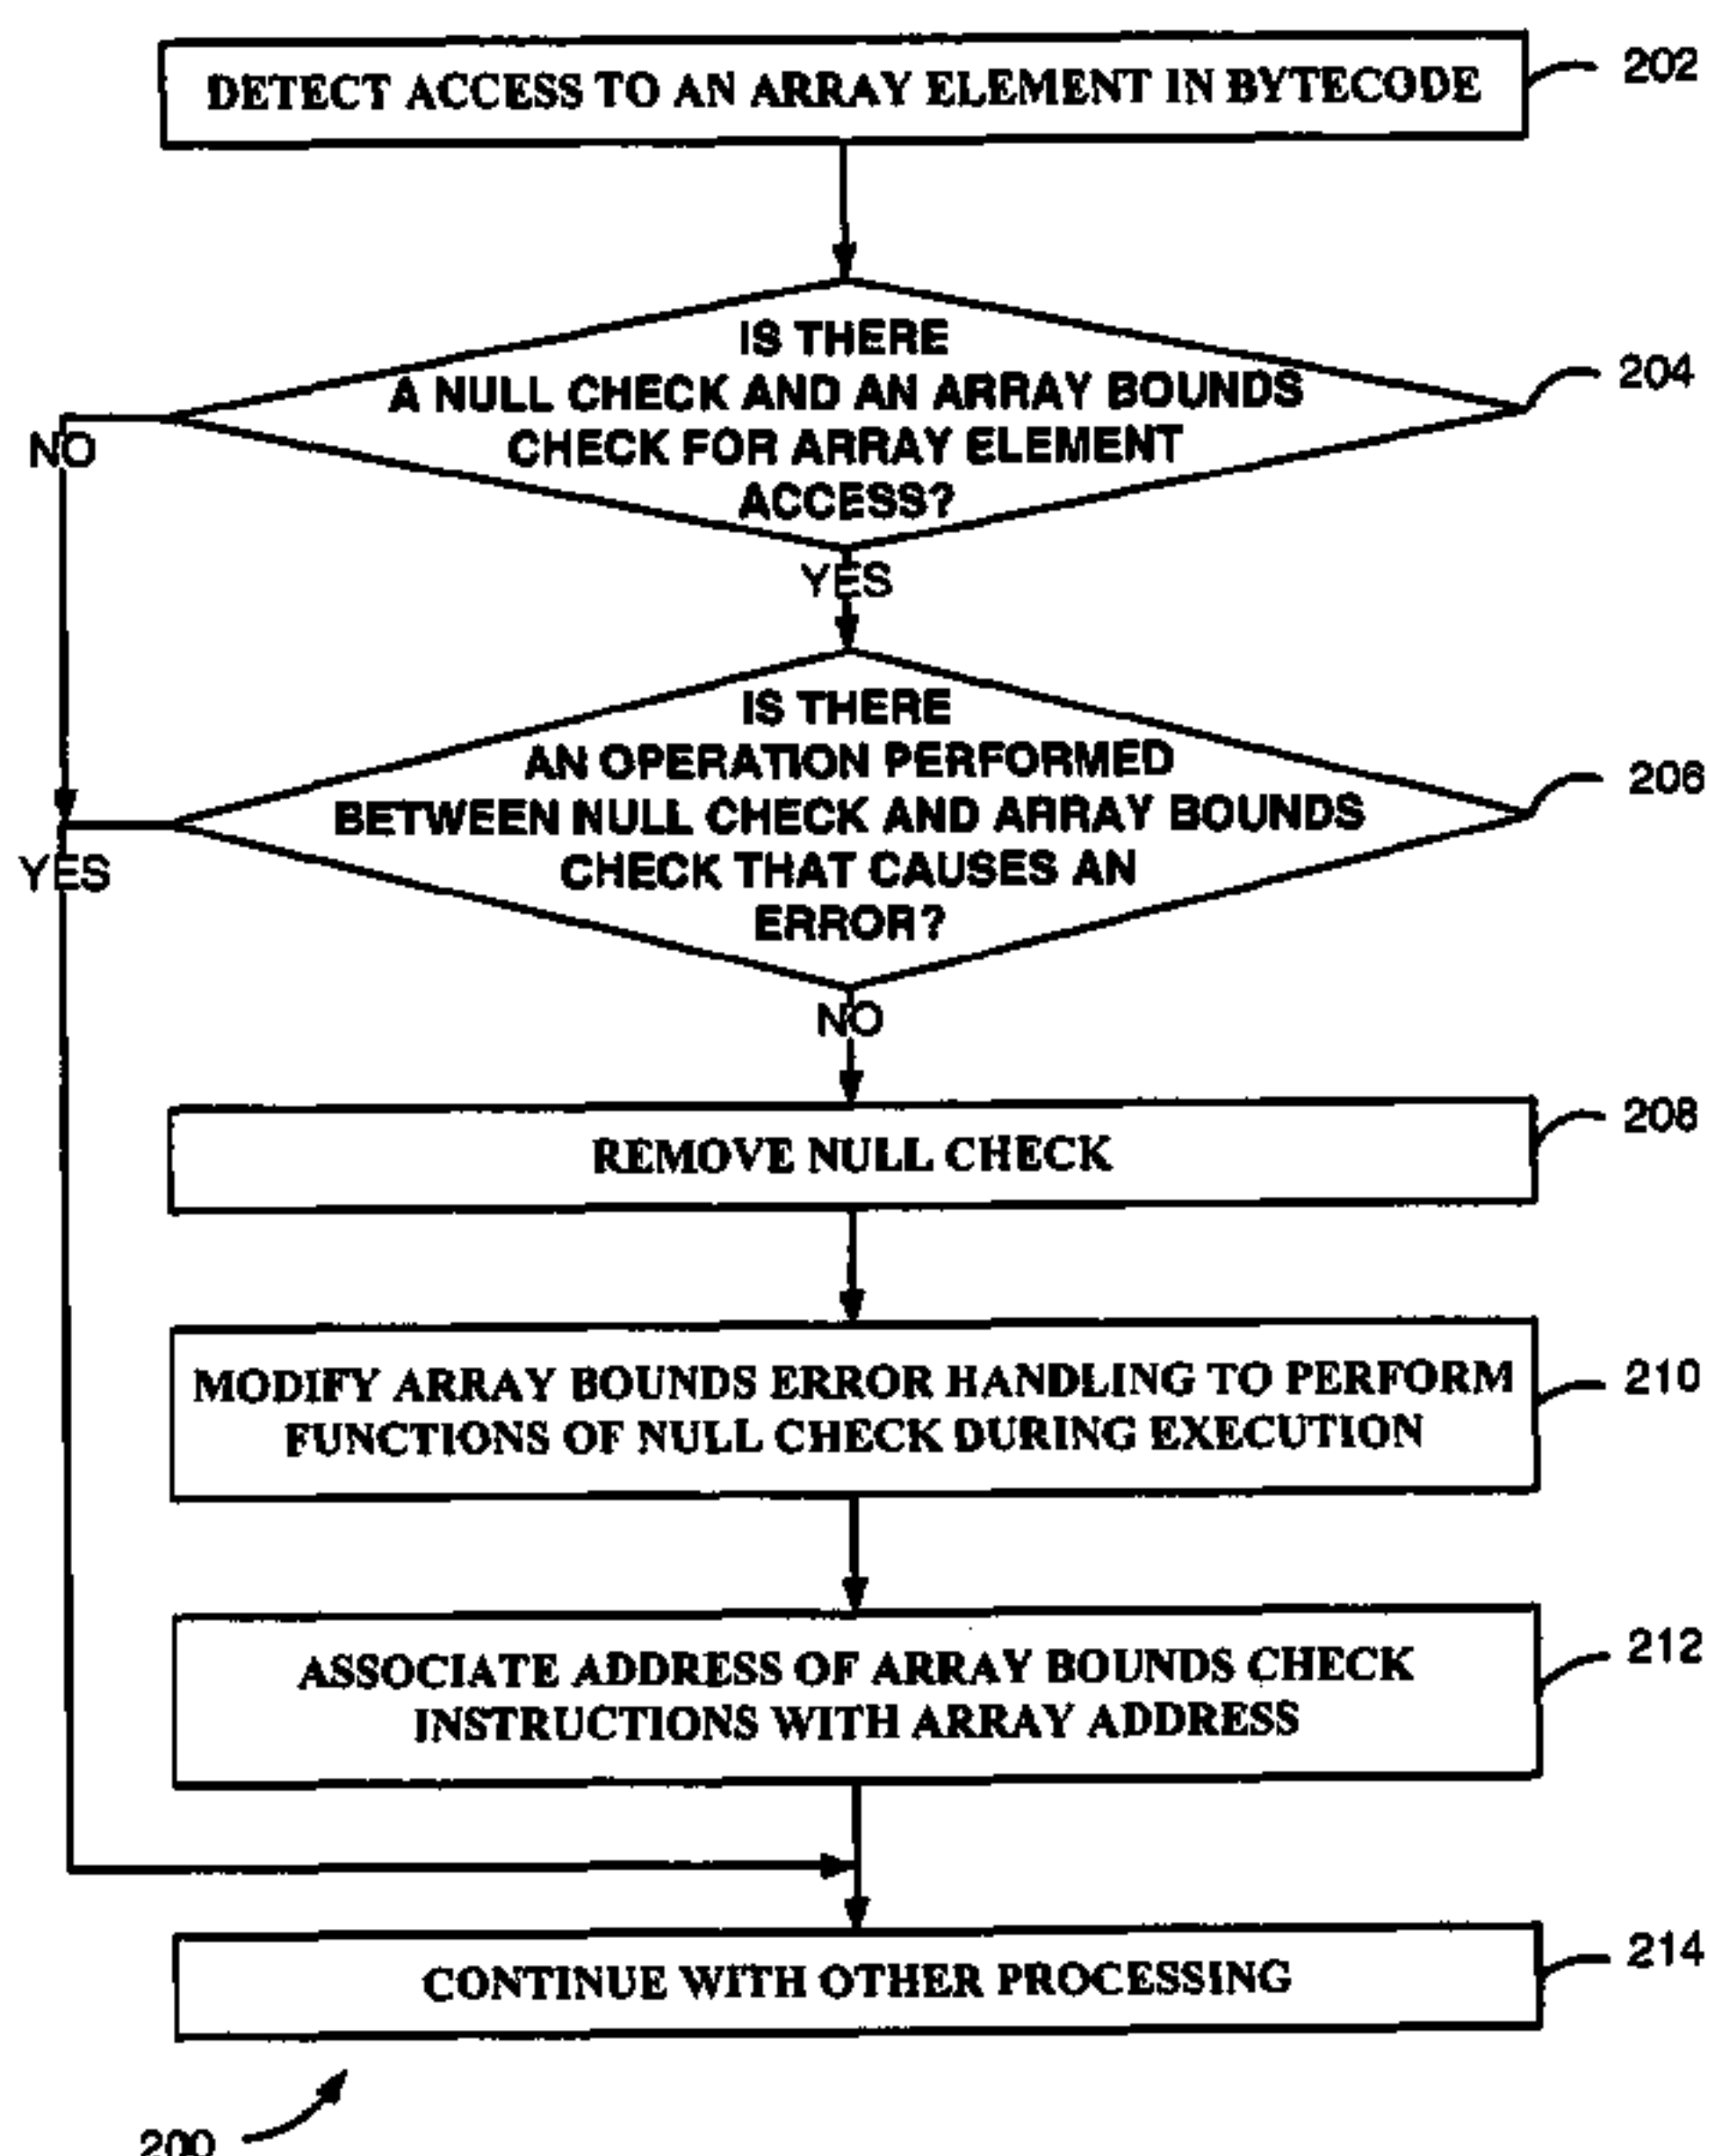 DETECT ACCESS TO AN ARRAY ELEMENT IN BYTECODE
202
IS THERE
A NULL CHECK AND AN ARRAY BOUNDS
CHECK FOR ARRAY ELEMENT
ACCESS?
204
NO
YES
IS THERE
AN OPERATION PERFORMED
BETWEEN NULL CHECK AND ARRAY BOUNDS
CHECK THAT CAUSES AN
ERROR?
206
YES
NO
REMOVE NULL CHECK
208
MODIFY ARRAY BOUNDS ERROR HANDLING TO PERFORM
FUNCTIONS OF NULL CHECK DURING EXECUTION
210
ASSOCIATE ADDRESS OF ARRAY BOUNDS CHECK
INSTRUCTIONS WITH ARRAY ADDRESS
212
CONTINUE WITH OTHER PROCESSING
214
200